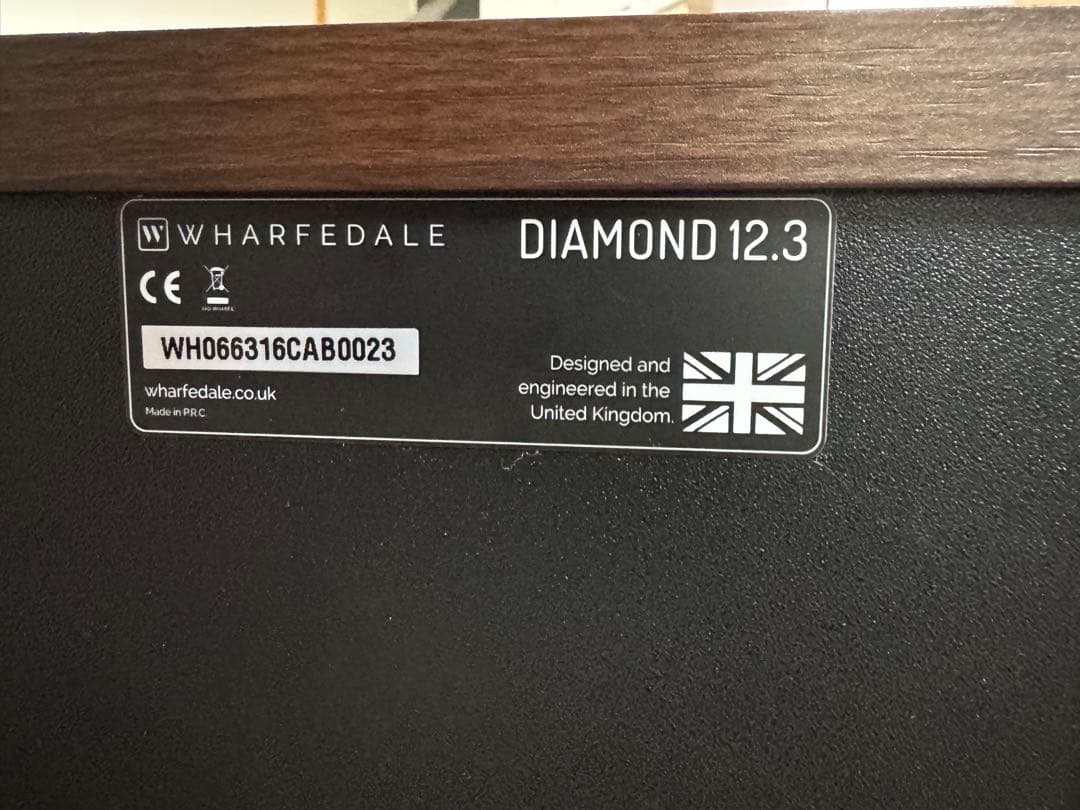 W WHARFEDALE
DIAMOND 12.3
CE
WH066316CAB0023
wharfedale.co.uk
Made in P.R.C.
Designed and
engineered in the
United Kingdom.